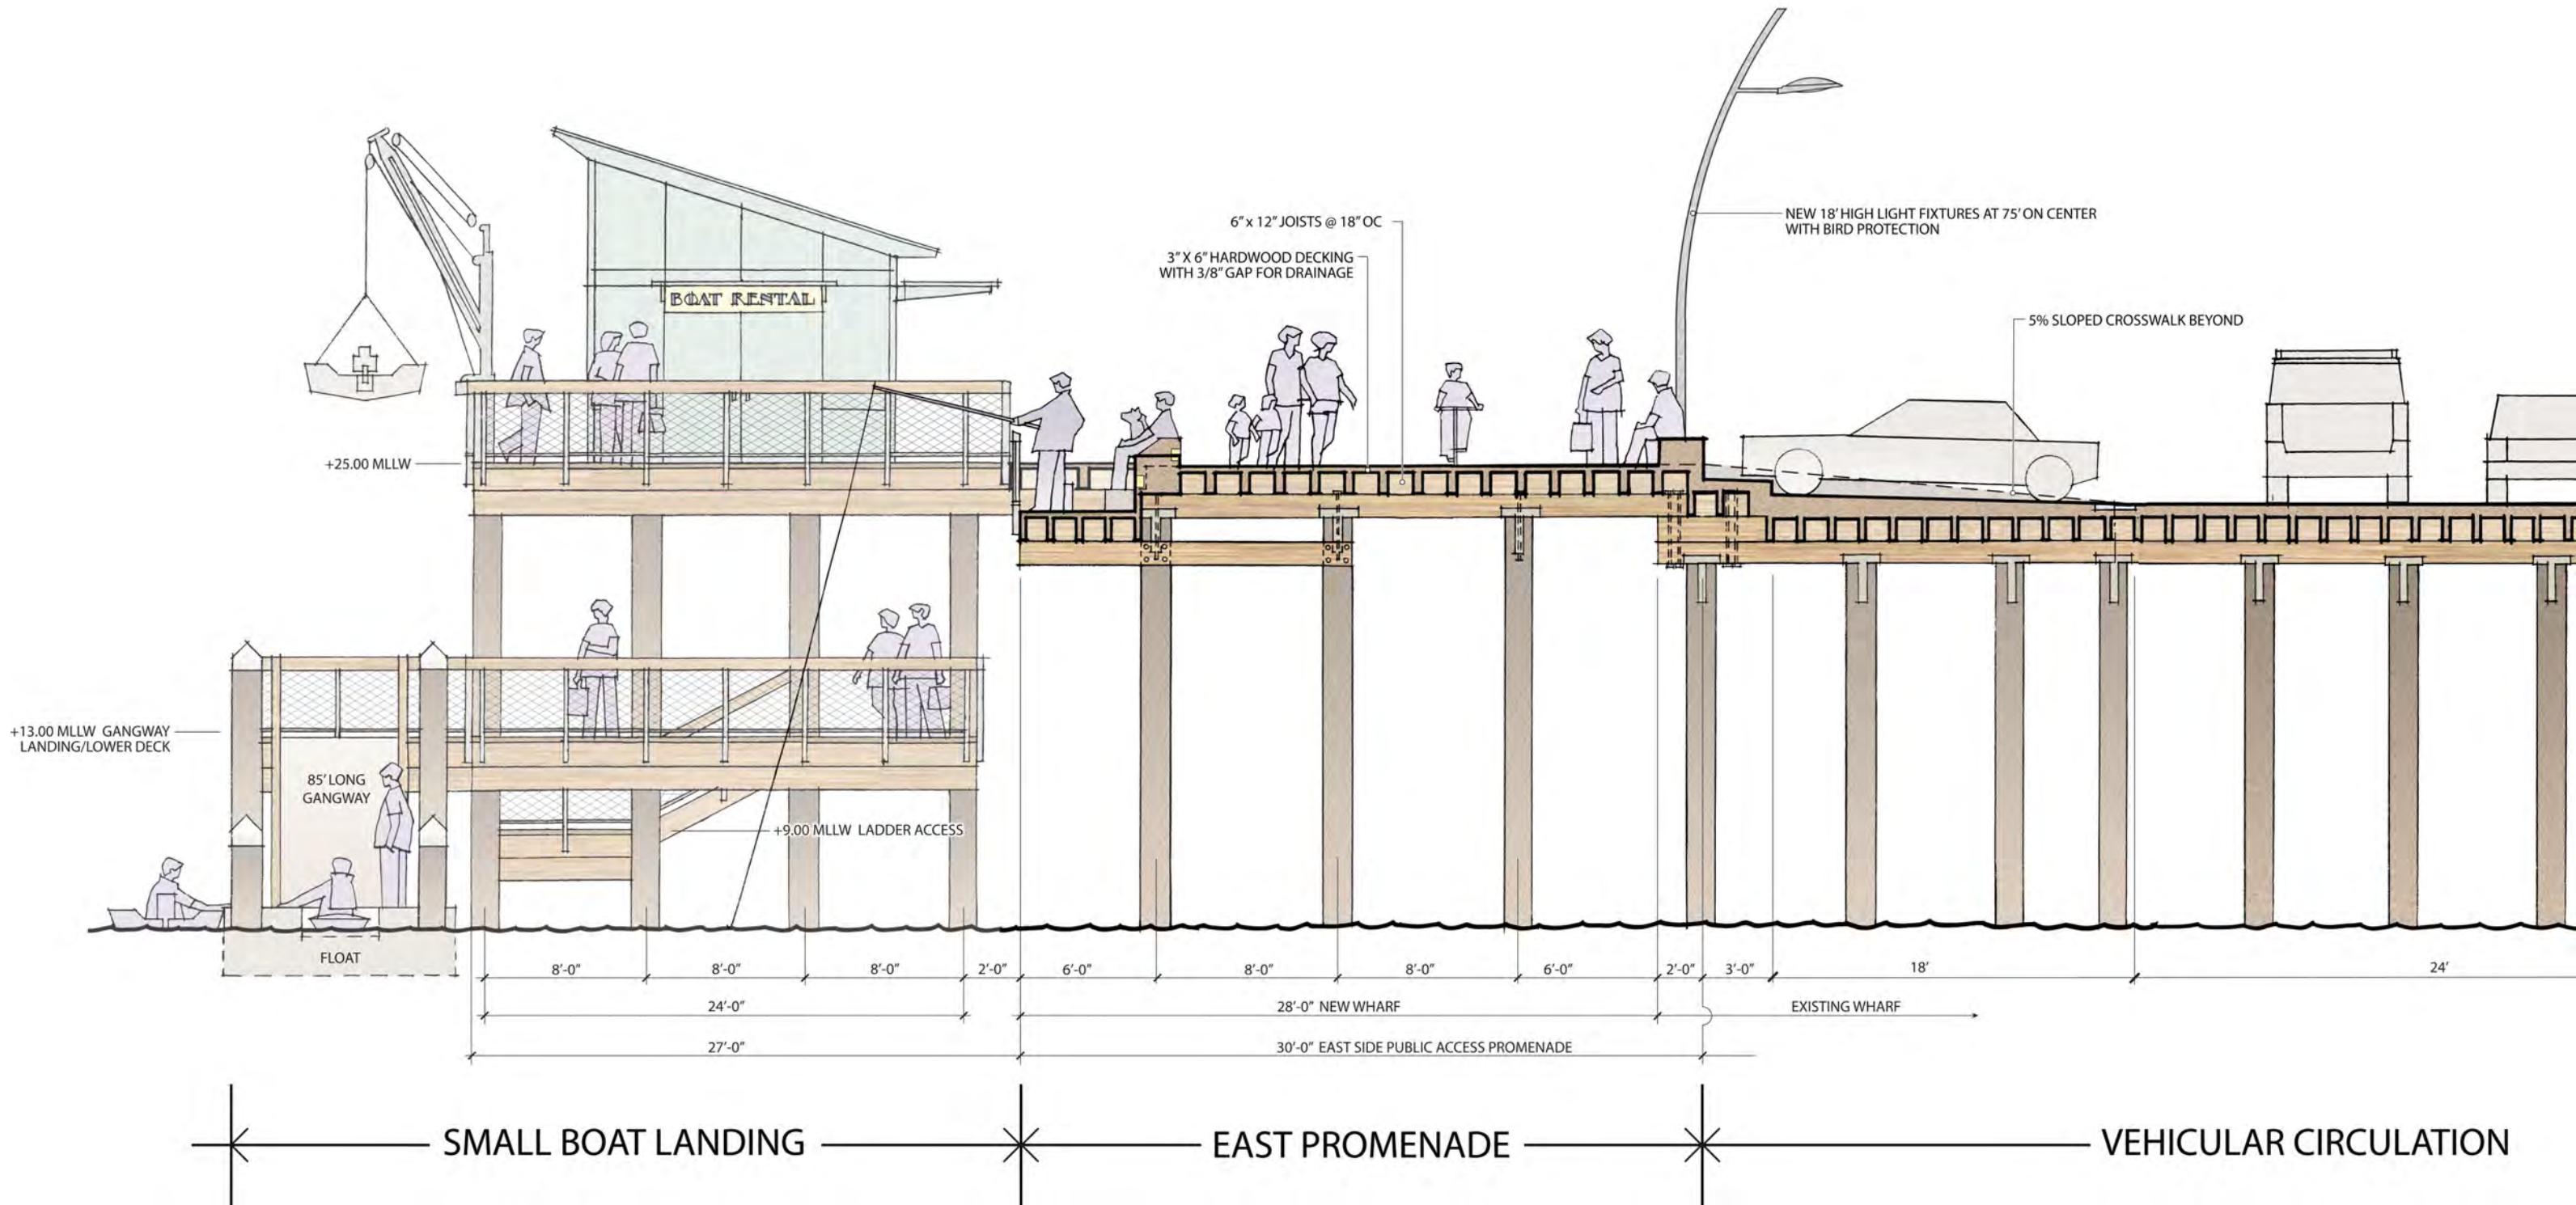 6" x 12" JOISTS @ 18" OC
NEW 18' HIGH LIGHT FIXTURES AT 75' ON CENTER
WITH BIRD PROTECTION
3" X 6" HARDWOOD DECKING
WITH 3/8" GAP FOR DRAINAGE
BOAT RENTAL
5% SLOPED CROSSWALK BEYOND
+25.00 MLLW
+13.00 MLLW GANGWAY
LANDING/LOWER DECK
85' LONG
GANGWAY
+9.00 MLLW LADDER ACCESS
FLOAT
8'-0" 8'-0" 8'-0" 2'-0" 6'-0" 8'-0" 8'-0" 6'-0" 2'-0" 3'-0" 18' 24'
24'-0" 28'-0" NEW WHARF EXISTING WHARF
27'-0" 30'-0" EAST SIDE PUBLIC ACCESS PROMENADE
SMALL BOAT LANDING EAST PROMENADE VEHICULAR CIRCULATION